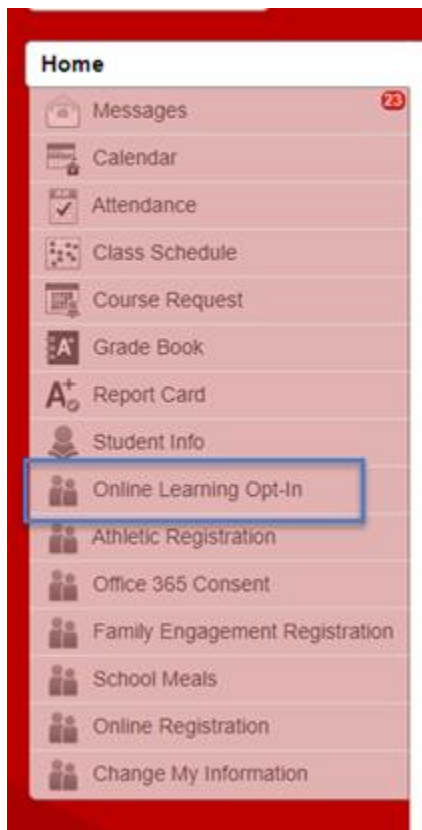 Home
Messages
23
Calendar
Attendance
Class Schedule
Course Request
Grade Book
Report Card
Student Info
Online Learning Opt-In
Athletic Registration
Office 365 Consent
Family Engagement Registration
School Meals
Online Registration
Change My Information